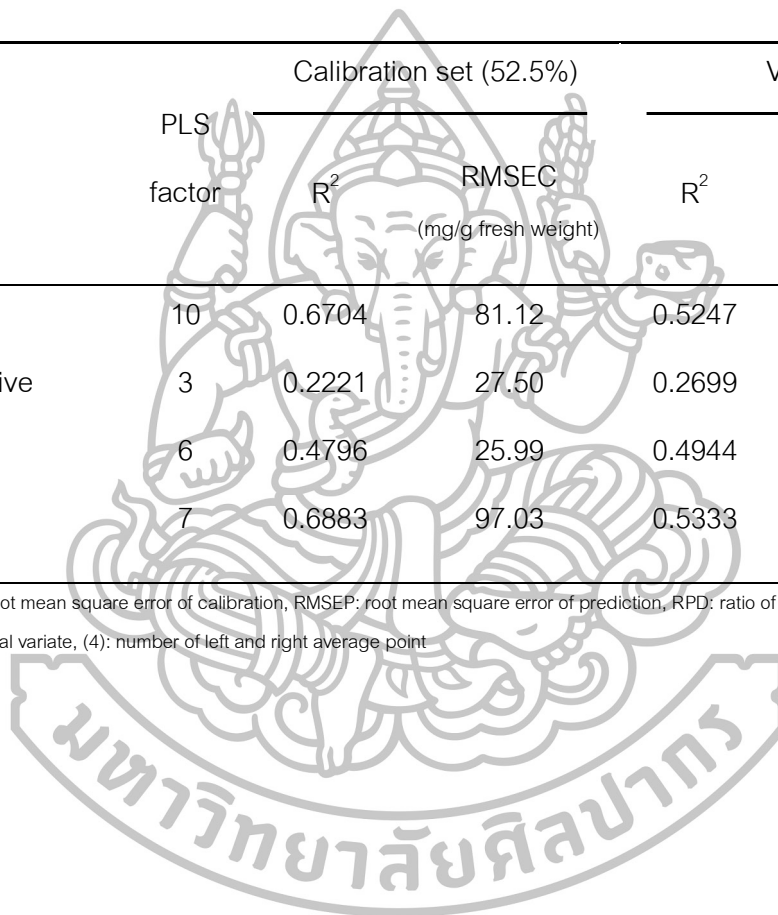 Calibration set (52.5%) V
PLS
factor R² RMSEC R²
(mg/g fresh weight)
10 0.6704 81.12 0.5247
ive 3 0.2221 27.50 0.2699
6 0.4796 25.99 0.4944
7 0.6883 97.03 0.5333
ot mean square error of calibration, RMSEP: root mean square error of prediction, RPD: ratio of
al variate, (4): number of left and right average point
มหาวิทยาลัยศิลปากร